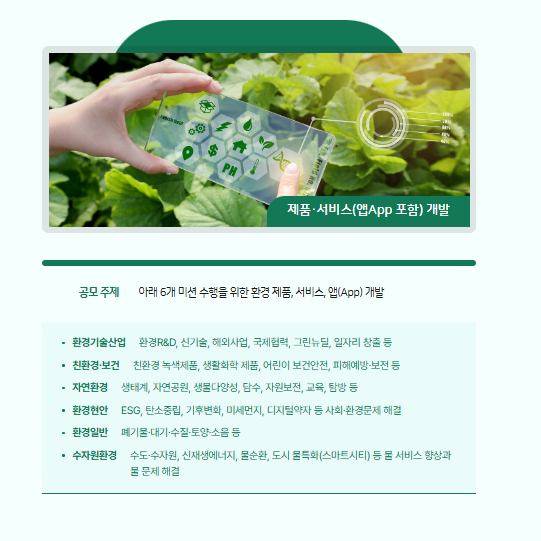 PH
제품·서비스(앱App 포함) 개발
공모 주제 아래 6개 미션 수행을 위한 환경 제품, 서비스, 앱(App) 개발
• 환경기술산업 환경R&D, 신기술, 해외사업, 국제협력, 그린뉴딜, 일자리 창출 등
• 친환경·보건 친환경 녹색제품, 생활화학 제품, 어린이 보건안전, 피해예방·보전 등
• 자연환경 생태계, 자연공원, 생물다양성, 담수, 자원보전, 교육, 탐방 등
• 환경현안 ESG, 탄소중립, 기후변화, 미세먼지, 디지털약자 등 사회·환경문제 해결
• 환경일반 폐기물·대기·수질·토양·소음 등
• 수자원환경 수도·수자원, 신재생에너지, 물순환, 도시 물특화(스마트시티) 등 물 서비스 향상과
물 문제 해결